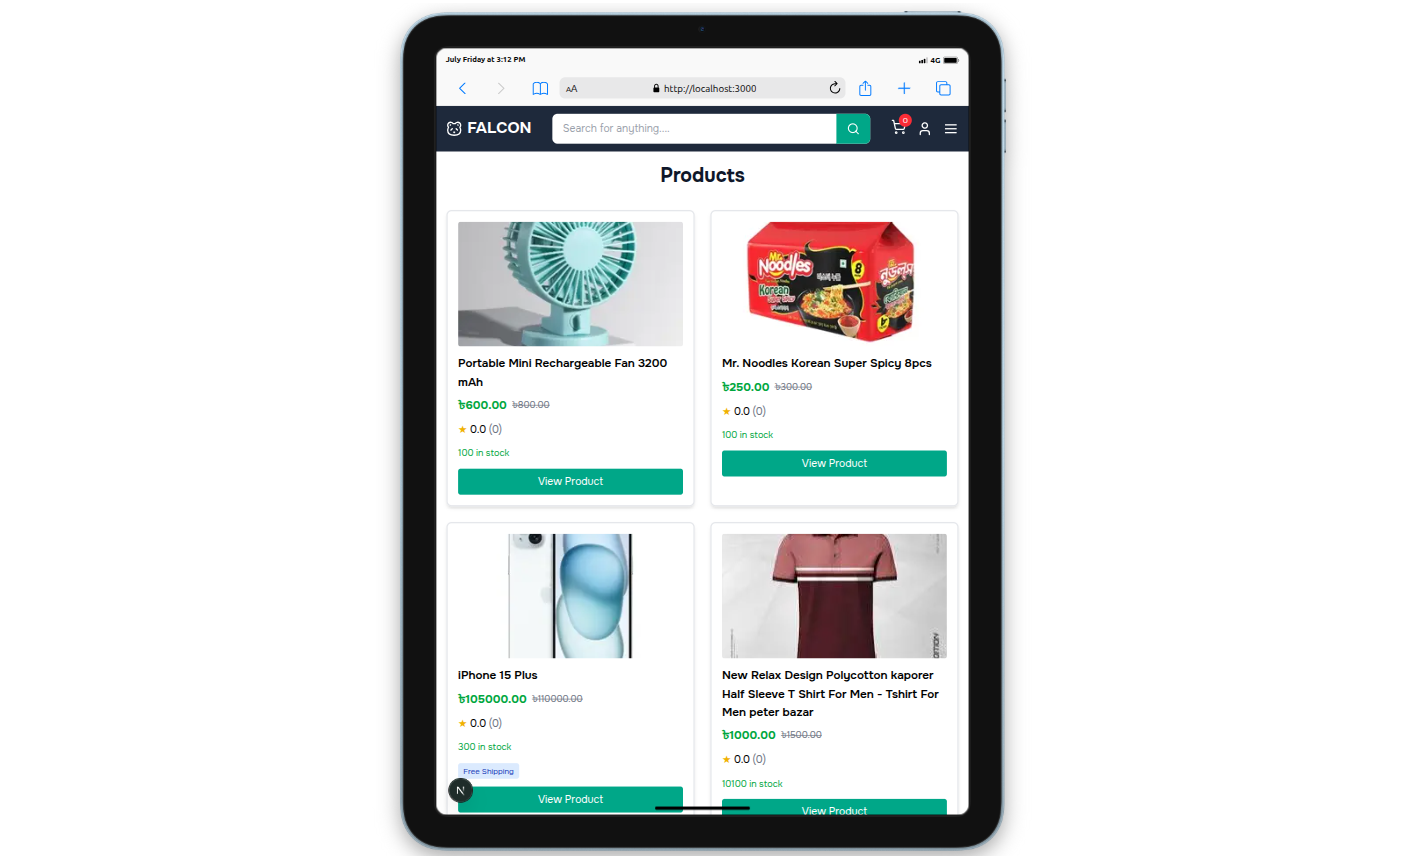 July Friday at 3:12 PM
4G
AA
http://localhost:3000
FALCON
Search for anything....
0
Products
Mr.
Noodles
8
Korean
নুডলস
Portable Mini Rechargeable Fan 3200
mAh
৳600.00 ৳800.00
★ 0.0 (0)
100 in stock
View Product
Mr. Noodles Korean Super Spicy 8pcs
৳250.00 ৳300.00
★ 0.0 (0)
100 in stock
View Product
iPhone 15 Plus
৳105000.00 ৳110000.00
★ 0.0 (0)
300 in stock
Free Shipping
N
View Product
New Relax Design Polycotton kaporer
Half Sleeve T Shirt For Men - Tshirt For
Men peter bazar
৳1000.00 ৳1500.00
★ 0.0 (0)
10100 in stock
View Product